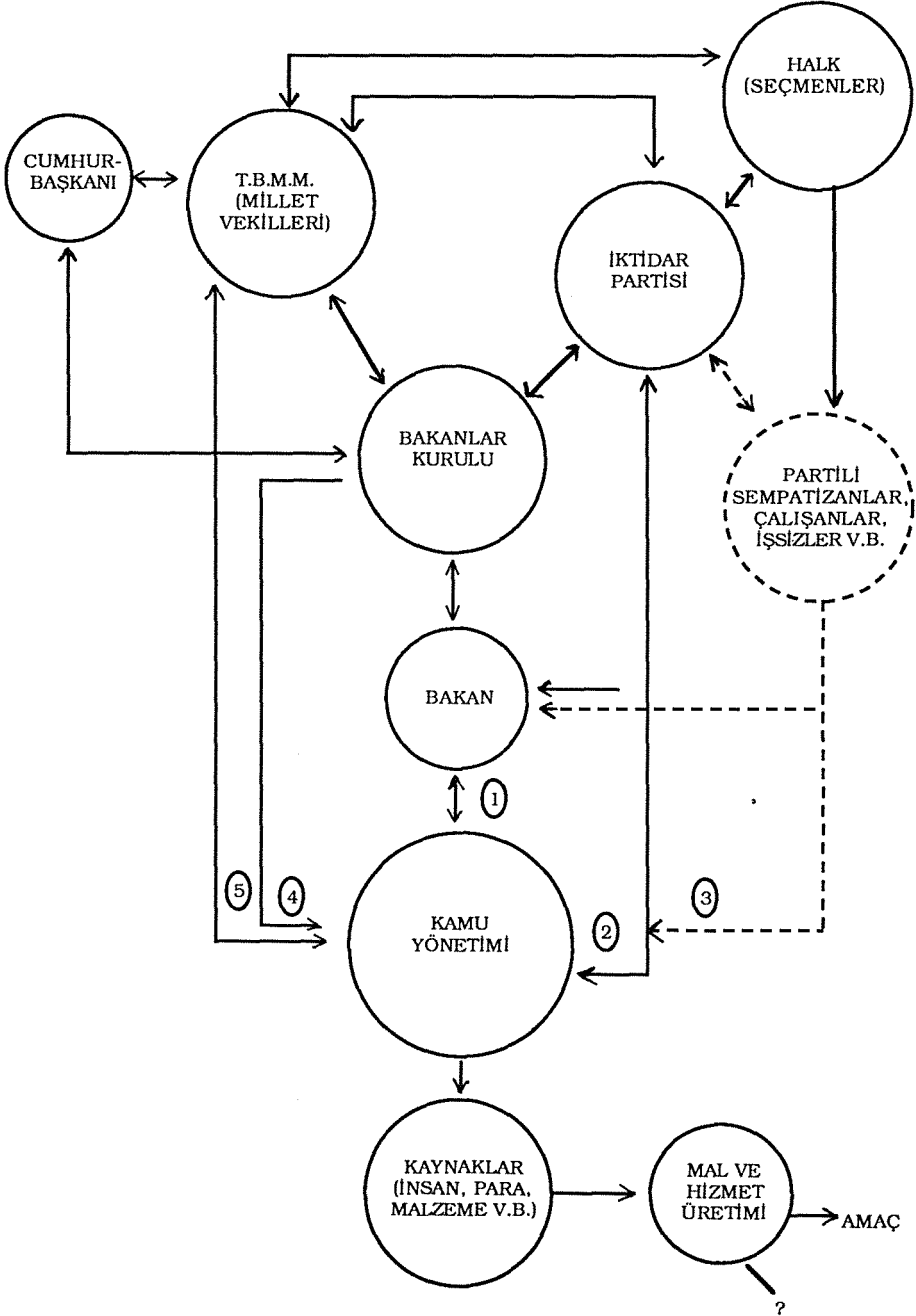 HALK
(SEÇMENLER)
CUMHUR-
BAŞKANI
T.B.M.M.
(MİLLET
VEKİLLERİ)
İKTİDAR
PARTİSİ
BAKANLAR
KURULU
PARTİLİ
SEMPATİZANLAR,
ÇALIŞANLAR,
İŞSİZLER V.B.
BAKAN
1
5
4
3
2
KAMU
YÖNETİMİ
KAYNAKLAR
(İNSAN, PARA,
MALZEME V.B.)
MAL VE
HİZMET
ÜRETİMİ
AMAÇ
?